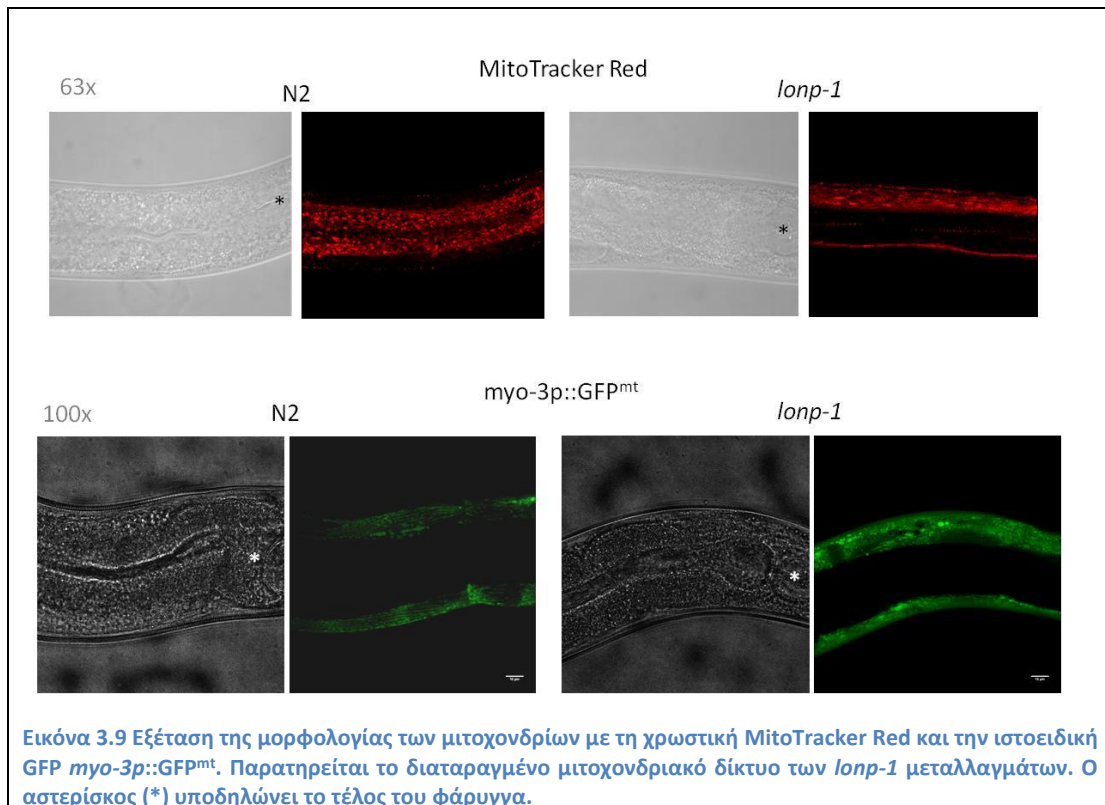 MitoTracker Red
63x
N2
lonp-1
*
*
myo-3p::GFPᵐᵗ
100x
N2
lonp-1
*
*
Εικόνα 3.9 Εξέταση της μορφολογίας των μιτοχονδρίων με τη χρωστική MitoTracker Red και την ιστοειδική
GFP myo-3p::GFPᵐᵗ. Παρατηρείται το διαταραγμένο μιτοχονδριακό δίκτυο των lonp-1 μεταλλαγμάτων. Ο
αστερίσκος (*) υποδηλώνει το τέλος του φάρυγγα.